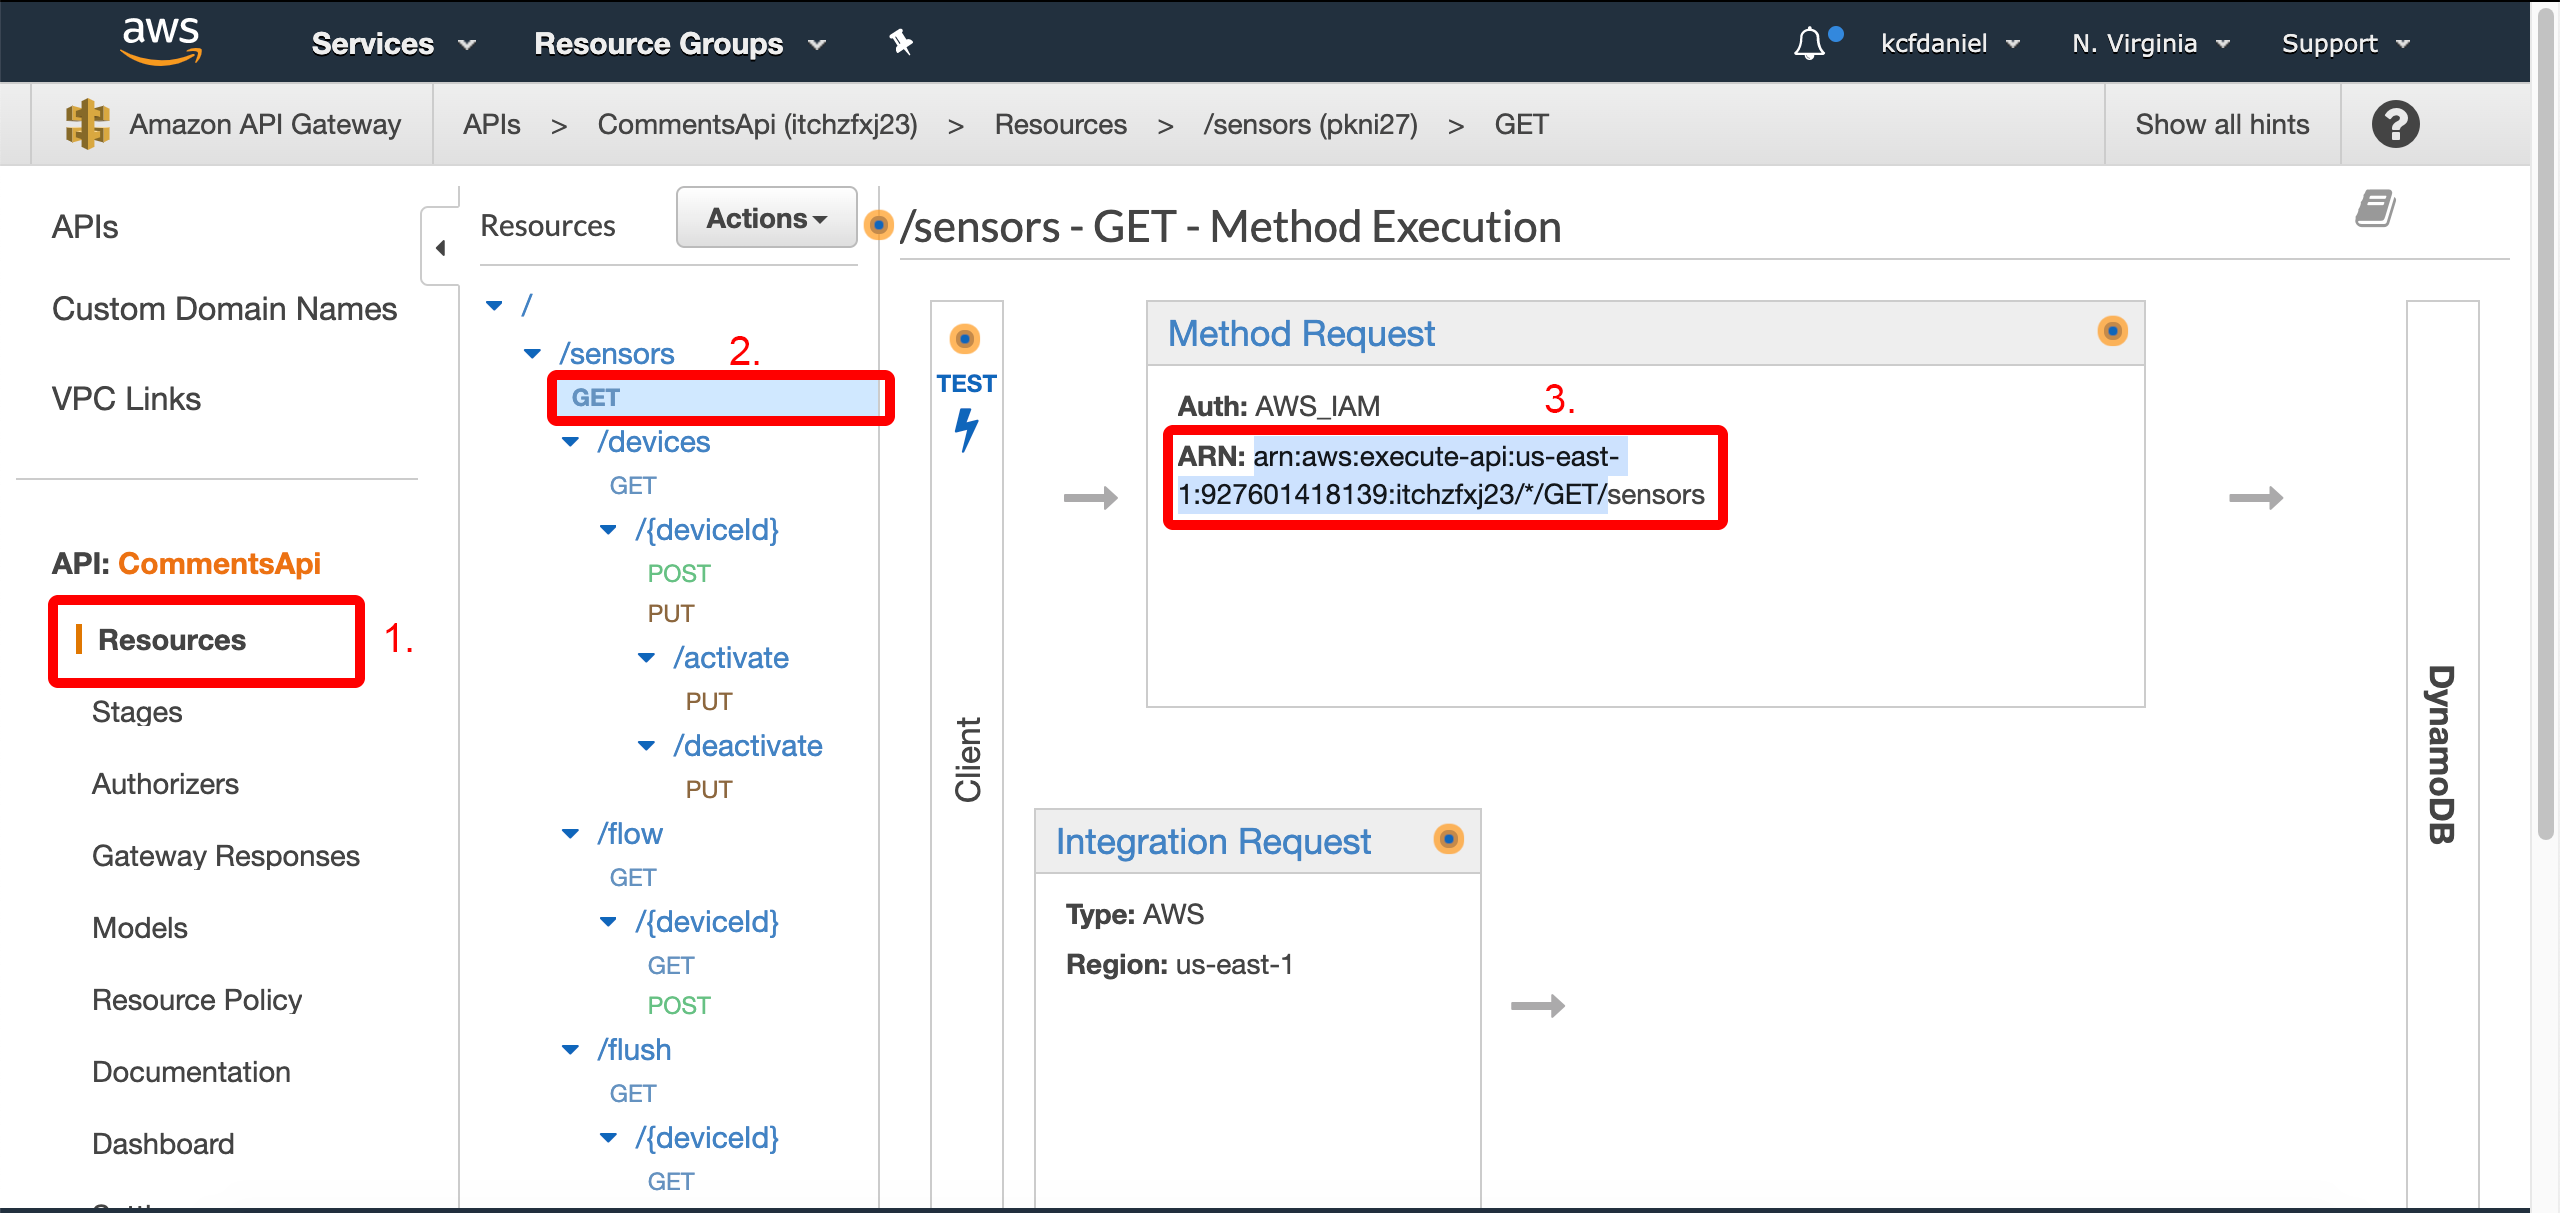 aws
Services
Resource Groups
kcfdaniel
N. Virginia
Support
Amazon API Gateway
APIs > CommentsApi (itchzfxj23) > Resources > /sensors (pkni27) > GET
Show all hints
?
APIs
Custom Domain Names
VPC Links
API: CommentsApi
Resources
1.
Stages
Authorizers
Gateway Responses
Models
Resource Policy
Documentation
Dashboard
Resources
Actions
/
/sensors
2.
GET
/devices
GET
/{deviceId}
POST
PUT
/activate
PUT
/deactivate
PUT
/flow
GET
/{deviceId}
GET
POST
/flush
GET
/{deviceId}
GET
/sensors - GET - Method Execution
TEST
Client
Method Request
Auth: AWS_IAM
3.
ARN: arn:aws:execute-api:us-east-
1:927601418139:itchzfxj23/*/GET/sensors
Integration Request
Type: AWS
Region: us-east-1
DynamoDB